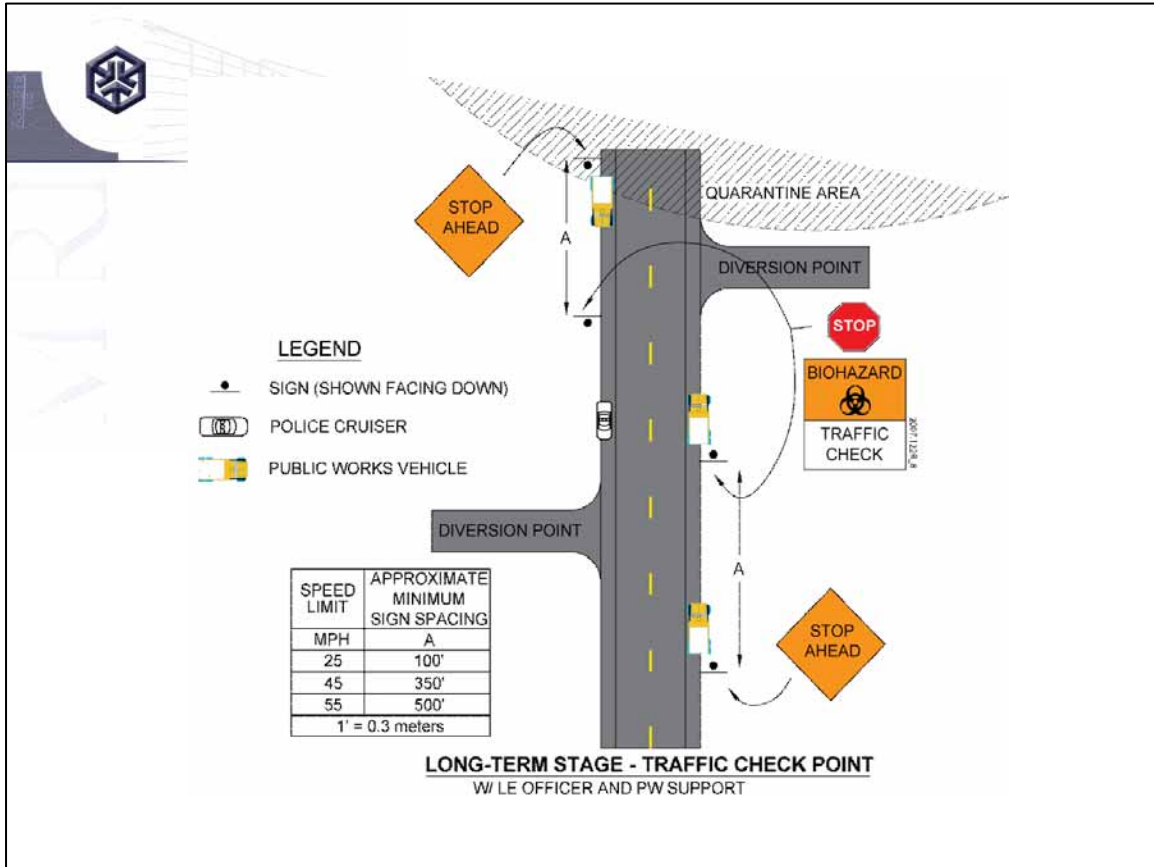 STOP
AHEAD
QUARANTINE AREA
A
DIVERSION POINT
STOP
LEGEND
BIOHAZARD
SIGN (SHOWN FACING DOWN)
POLICE CRUISER
TRAFFIC
CHECK
PUBLIC WORKS VEHICLE
DIVERSION POINT
A
SPEED
LIMIT
APPROXIMATE
MINIMUM
SIGN SPACING
MPH A
25 100'
45 350'
55 500'
1' = 0.3 meters
STOP
AHEAD
LONG-TERM STAGE - TRAFFIC CHECK POINT
W/ LE OFFICER AND PW SUPPORT